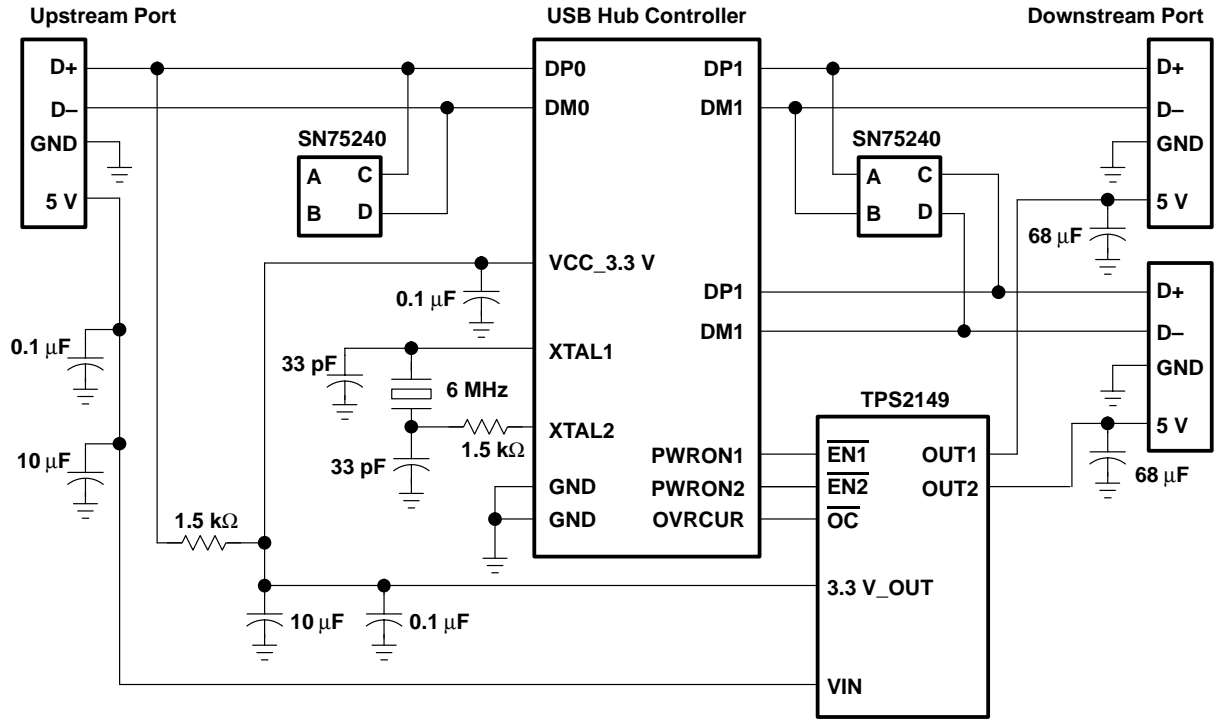 Upstream Port
USB Hub Controller
Downstream Port
D+
D–
GND
5 V
DP0
DM0
DP1
DM1
D+
D–
GND
5 V
SN75240
A
C
B
D
SN75240
A
C
B
D
68 μF
VCC_3.3 V
0.1 μF
DP1
DM1
D+
D–
GND
5 V
0.1 μF
33 pF
XTAL1
6 MHz
XTAL2
1.5 kΩ
33 pF
10 μF
TPS2149
PWRON1
PWRON2
OVRCUR
EN1
EN2
OC
OUT1
OUT2
68 μF
GND
GND
1.5 kΩ
3.3 V_OUT
10 μF
0.1 μF
VIN